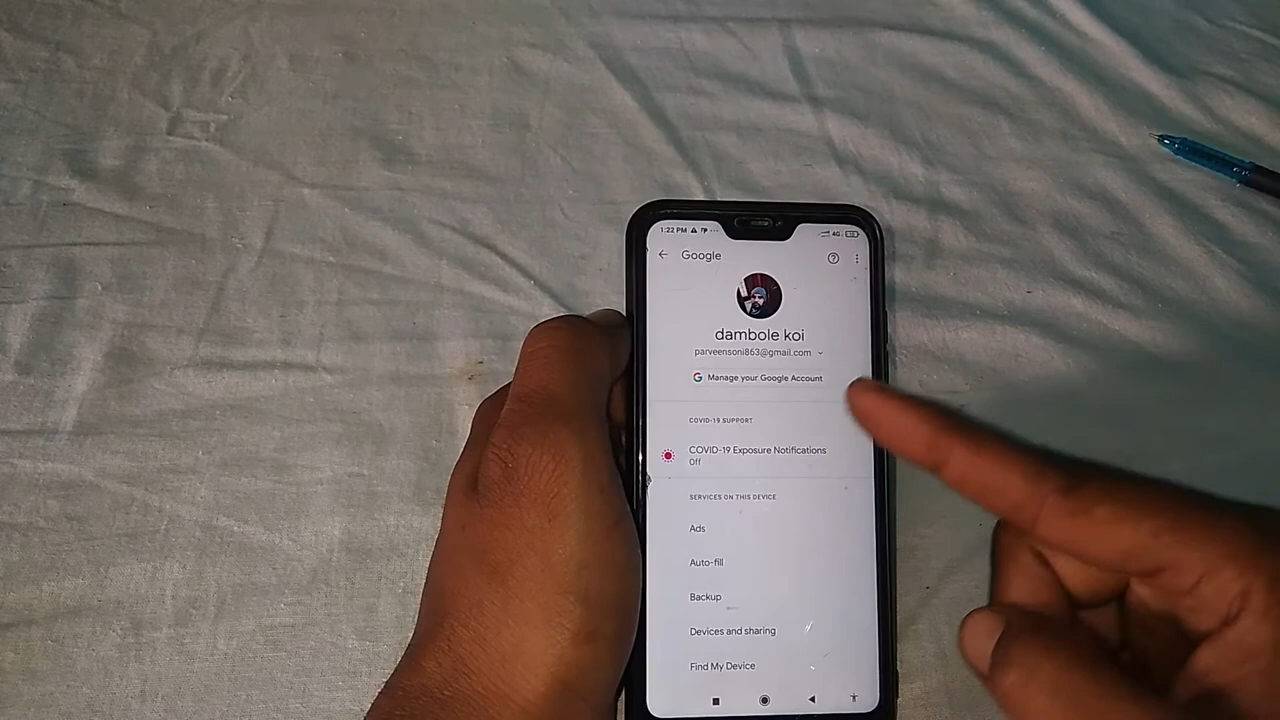 1:22 PM
4G
Google
dambole koi
parveensoni863@gmail.com
Manage your Google Account
COVID-19 SUPPORT
COVID-19 Exposure Notifications
Off
SERVICES ON THIS DEVICE
Ads
Auto-fill
Backup
Devices and sharing
Find My Device